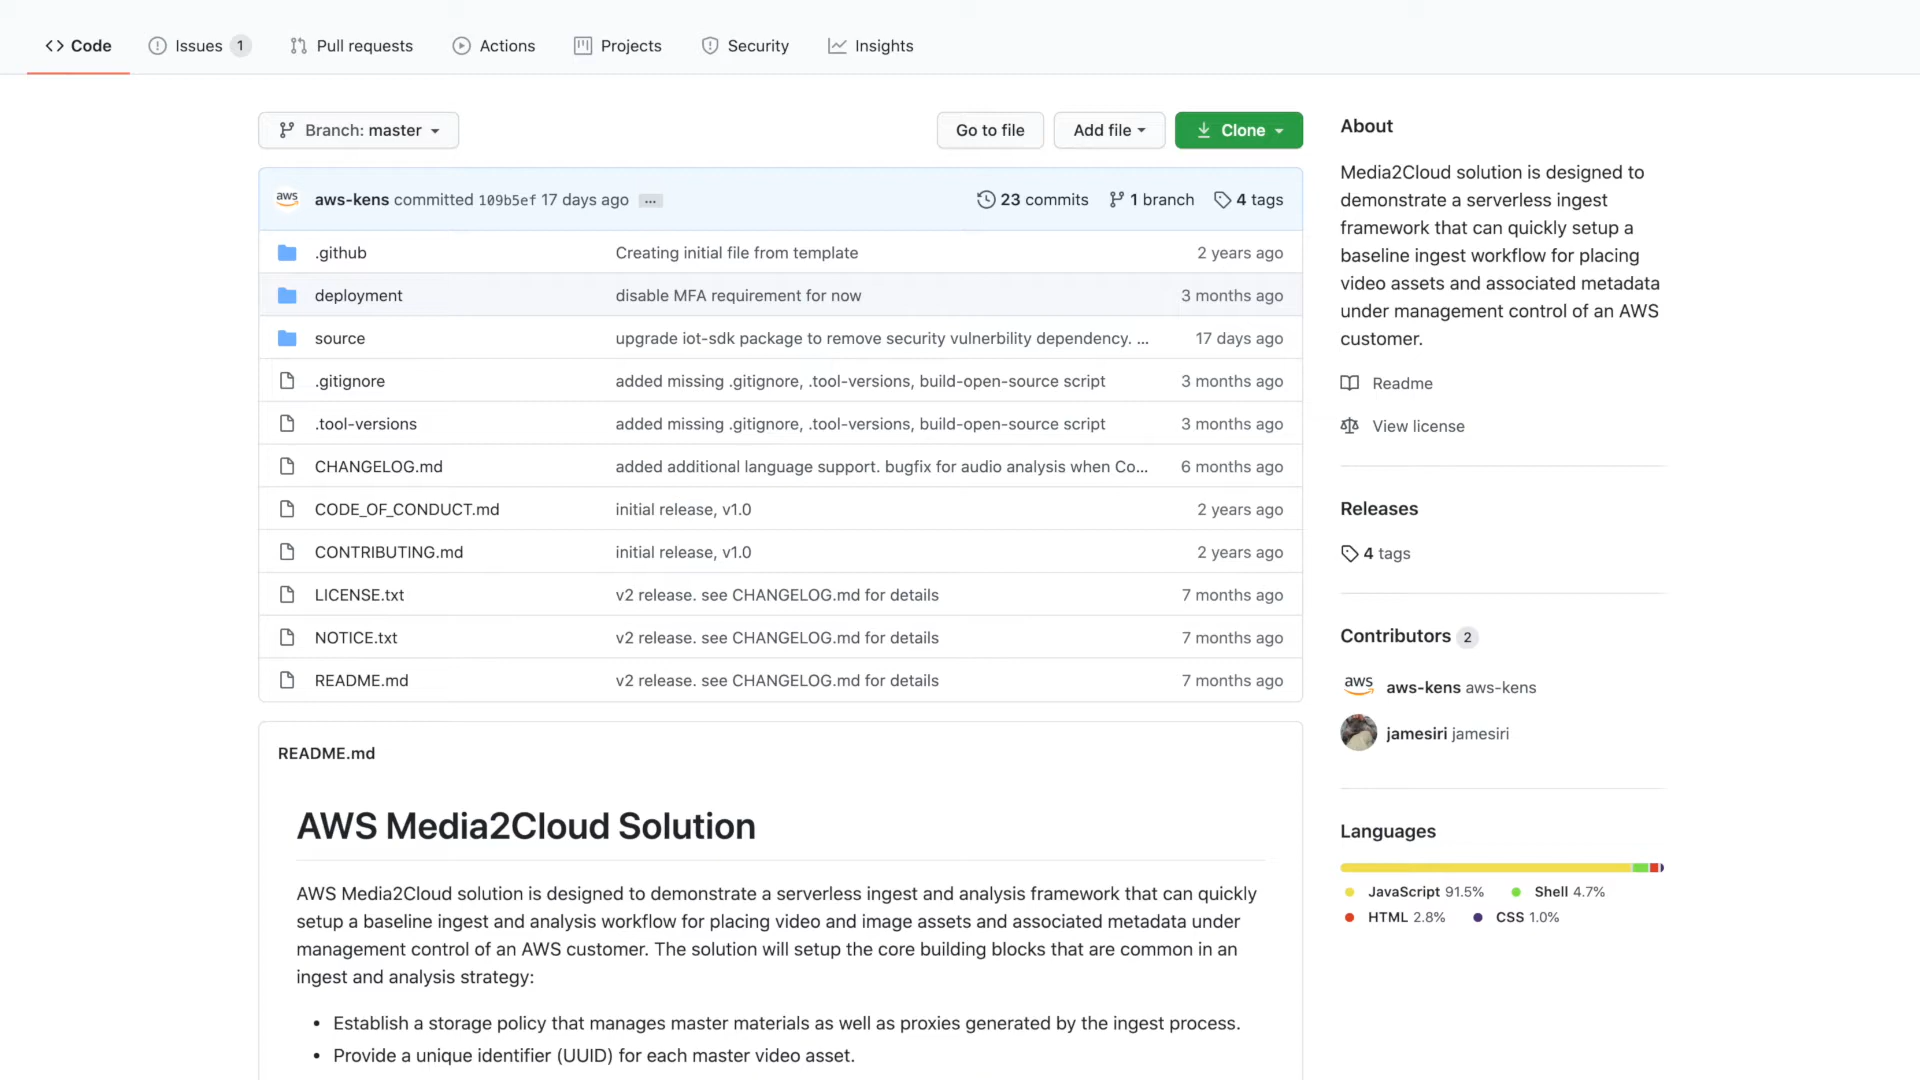 Code Issues 1 Pull requests Actions Projects Security Insights
Branch: master Go to file Add file Clone
aws aws-kens committed 109b5ef 17 days ago ... 23 commits 1 branch 4 tags
.github Creating initial file from template 2 years ago
deployment disable MFA requirement for now 3 months ago
source upgrade iot-sdk package to remove security vulnerbility dependency. ... 17 days ago
.gitignore added missing .gitignore, .tool-versions, build-open-source script 3 months ago
.tool-versions added missing .gitignore, .tool-versions, build-open-source script 3 months ago
CHANGELOG.md added additional language support. bugfix for audio analysis when Co... 6 months ago
CODE_OF_CONDUCT.md initial release, v1.0 2 years ago
CONTRIBUTING.md initial release, v1.0 2 years ago
LICENSE.txt v2 release. see CHANGELOG.md for details 7 months ago
NOTICE.txt v2 release. see CHANGELOG.md for details 7 months ago
README.md v2 release. see CHANGELOG.md for details 7 months ago
README.md
AWS Media2Cloud Solution
AWS Media2Cloud solution is designed to demonstrate a serverless ingest and analysis framework that can quickly
setup a baseline ingest and analysis workflow for placing video and image assets and associated metadata under
management control of an AWS customer. The solution will setup the core building blocks that are common in an
ingest and analysis strategy:
• Establish a storage policy that manages master materials as well as proxies generated by the ingest process.
• Provide a unique identifier (UUID) for each master video asset.
About
Media2Cloud solution is designed to
demonstrate a serverless ingest
framework that can quickly setup a
baseline ingest workflow for placing
video assets and associated metadata
under management control of an AWS
customer.
Readme
View license
Releases
4 tags
Contributors 2
aws aws-kens aws-kens
jamesiri jamesiri
Languages
JavaScript 91.5% Shell 4.7%
HTML 2.8% CSS 1.0%